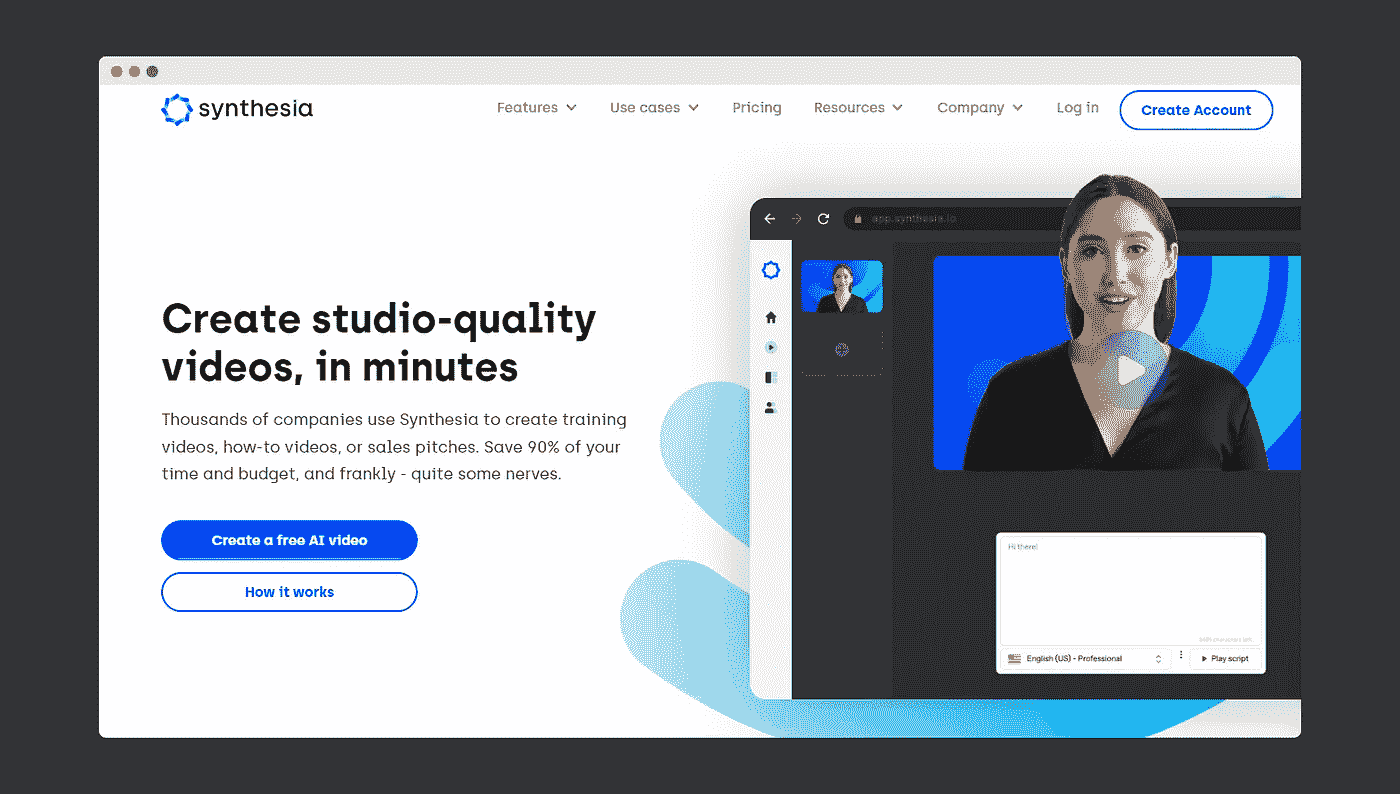 synthesia
Features
Use cases
Pricing
Resources
Company
Log in
Create Account
app.synthesia.io
Create studio-quality
videos, in minutes
Thousands of companies use Synthesia to create training
videos, how-to videos, or sales pitches. Save 90% of your
time and budget, and frankly - quite some nerves.
Create a free AI video
How it works
Hi there!
English (US) - Professional
Play script